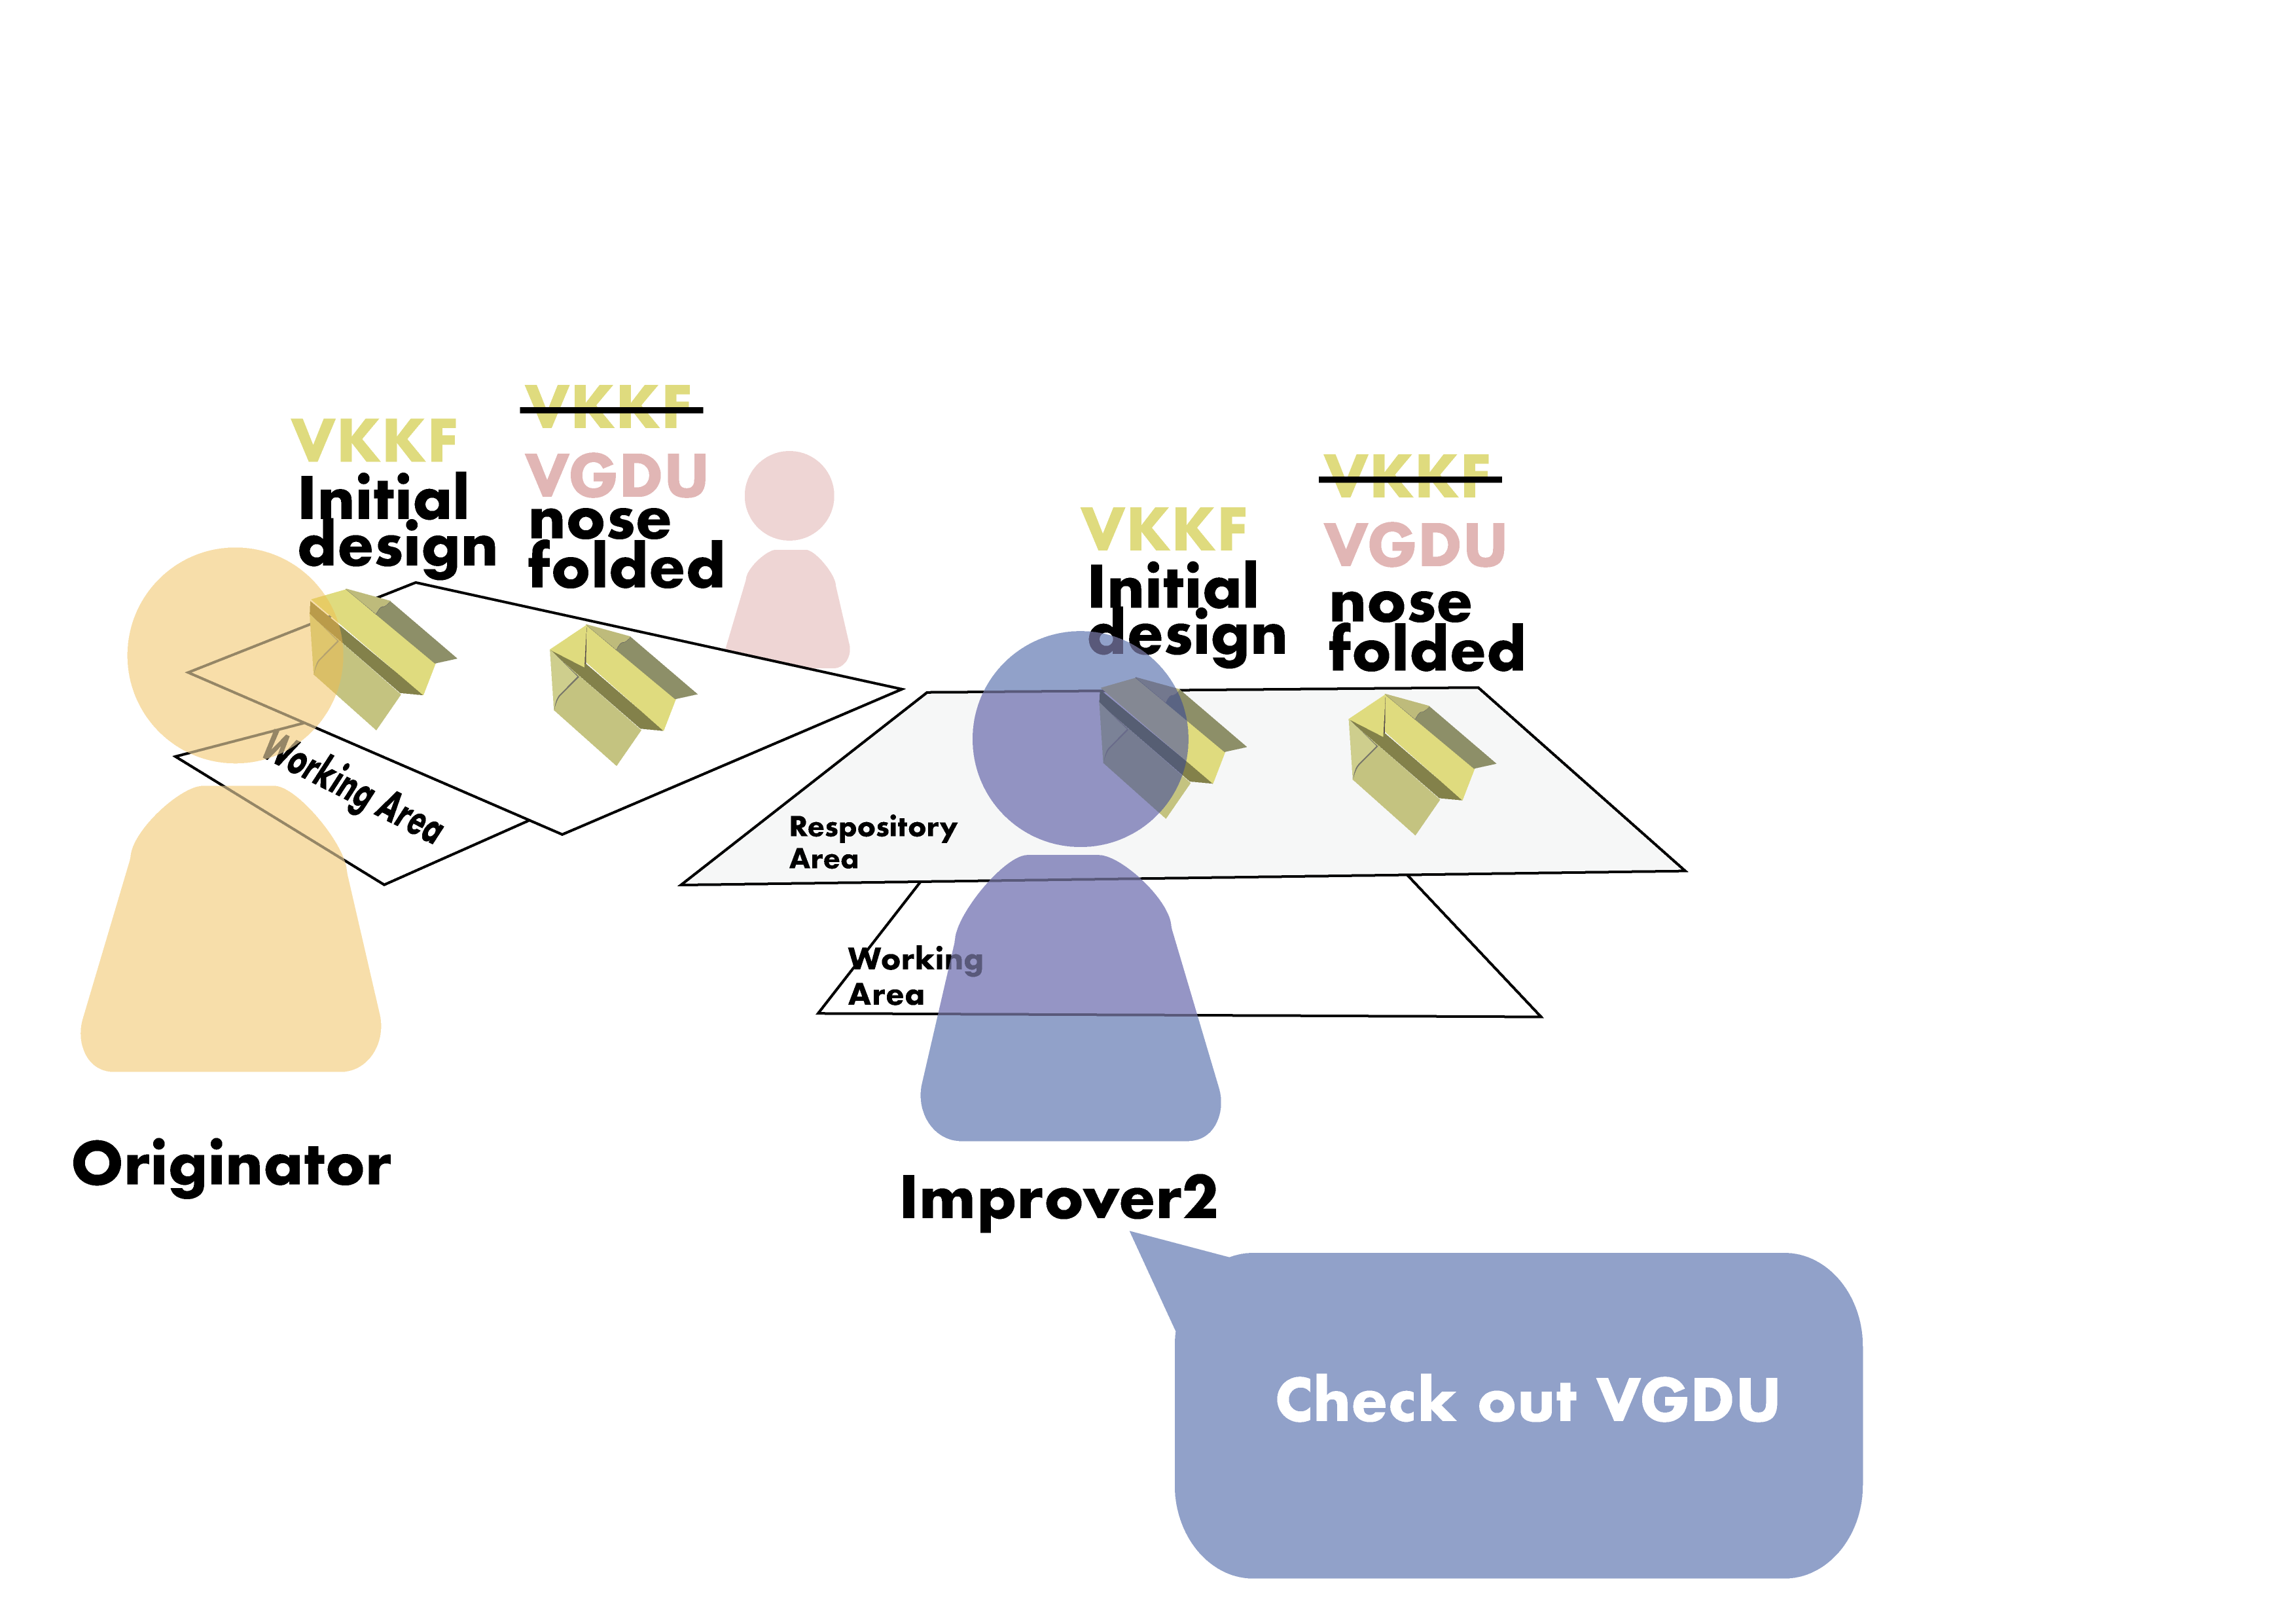 VKKF
Initial
design
VKKF
VGDU
nose
folded
Working Area
Originator
VKKF
Initial
design
VKKF
VGDU
nose
folded
Respository
Area
Working
Area
Improver2
Check out VGDU